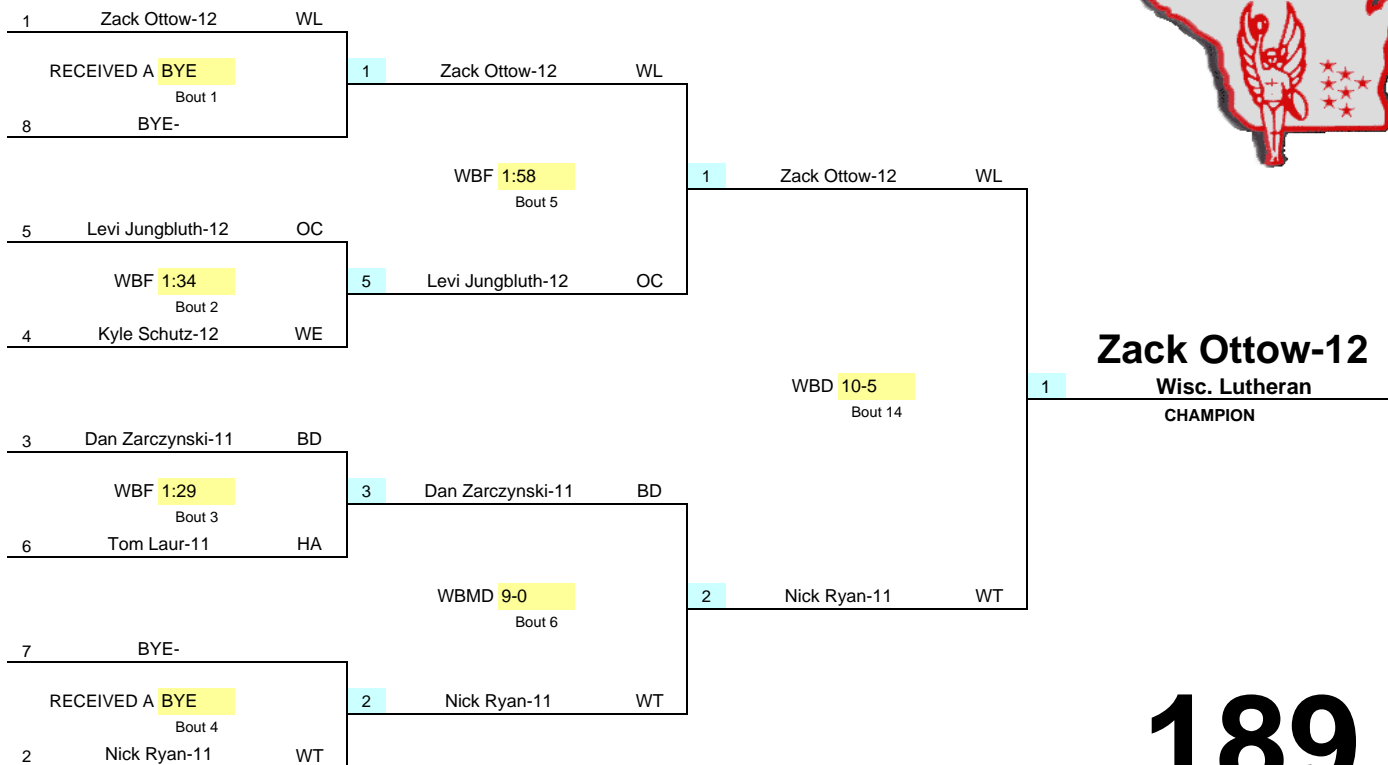 1 Zack Ottow-12 WL
RECEIVED A BYE
Bout 1
8 BYE-
1 Zack Ottow-12 WL
WBF 1:58
Bout 5
5 Levi Jungbluth-12 OC
WBF 1:34
Bout 2
4 Kyle Schutz-12 WE
5 Levi Jungbluth-12 OC
1 Zack Ottow-12 WL
WBD 10-5
Bout 14
3 Dan Zarczynski-11 BD
WBF 1:29
Bout 3
6 Tom Laur-11 HA
3 Dan Zarczynski-11 BD
WBMD 9-0
Bout 6
7 BYE-
RECEIVED A BYE
Bout 4
2 Nick Ryan-11 WT
2 Nick Ryan-11 WT
2 Nick Ryan-11 WT
Zack Ottow-12
1 Wisc. Lutheran
CHAMPION
189